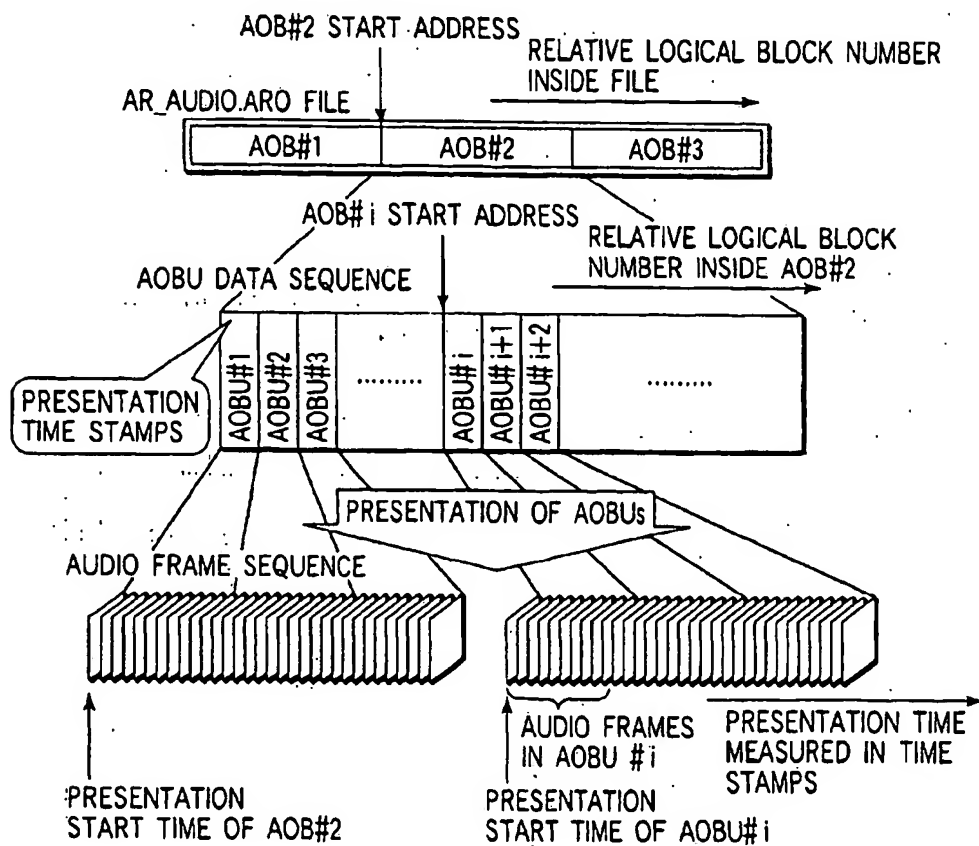 AOB#2 START ADDRESS
RELATIVE LOGICAL BLOCK NUMBER
INSIDE FILE
AR_AUDIO.ARO FILE
AOB#1
AOB#2
AOB#3
AOB# i START ADDRESS
RELATIVE LOGICAL BLOCK
NUMBER INSIDE AOB#2
AOBU DATA SEQUENCE
AOBU#1
AOBU#2
AOBU#3
.........
AOBU# i
AOBU# i+1
AOBU# i+2
.........
PRESENTATION
TIME STAMPS
PRESENTATION OF AOBUs
AUDIO FRAME SEQUENCE
AUDIO FRAMES
IN AOBU #i
PRESENTATION TIME
MEASURED IN TIME
STAMPS
PRESENTATION
START TIME OF AOB#2
PRESENTATION
START TIME OF AOBU# i